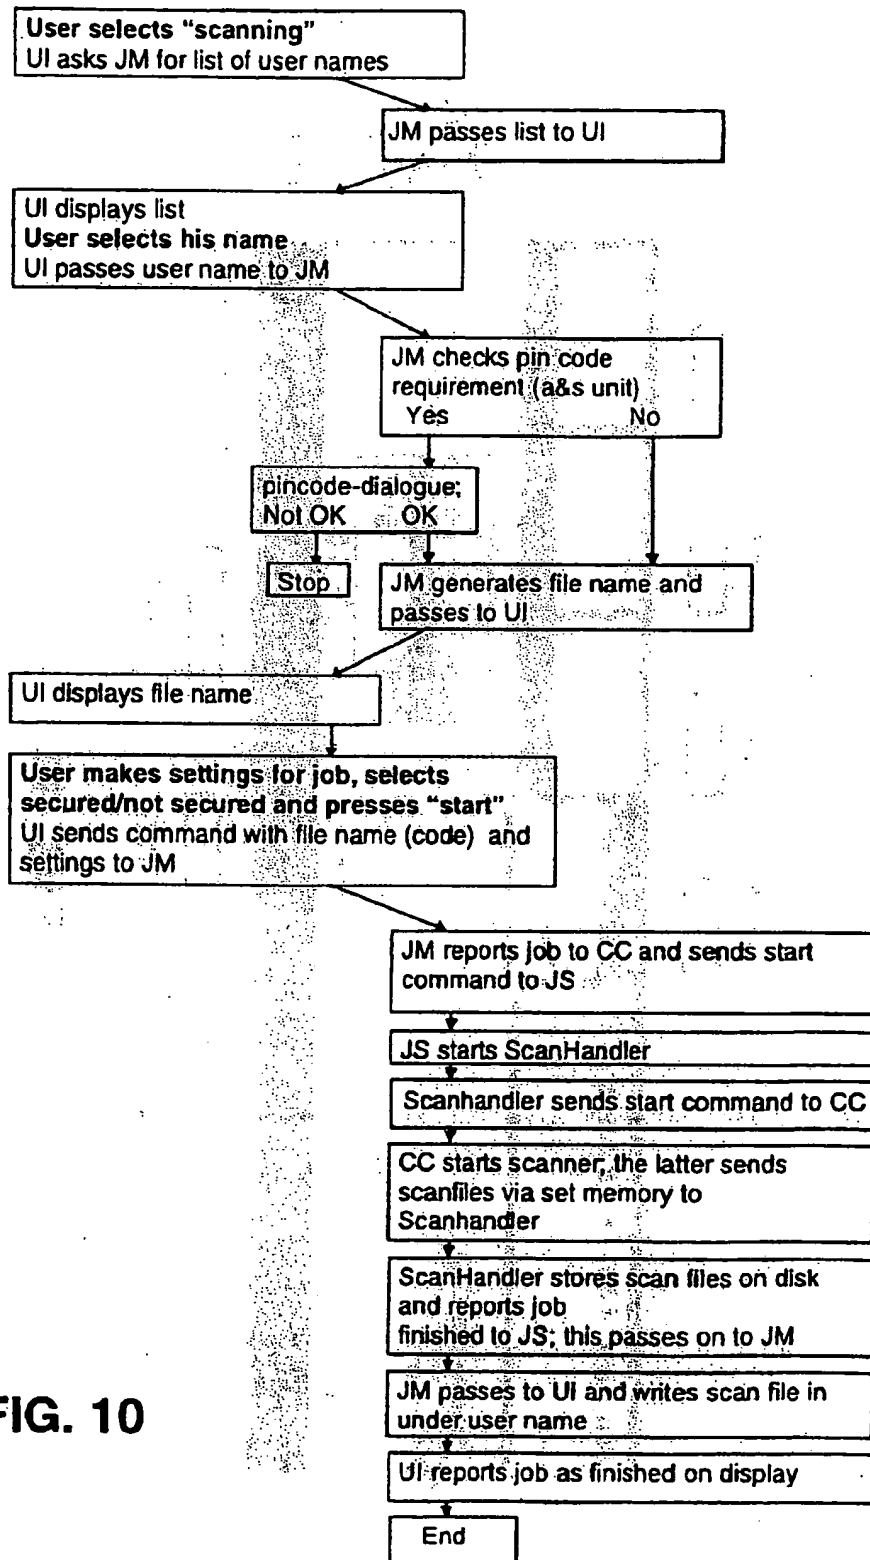 User selects "scanning"
UI asks JM for list of user names
JM passes list to UI
UI displays list
User selects his name
UI passes user name to JM
JM checks pin code
requirement (a&s unit)
Yes No
pincode-dialogue;
Not OK OK
Stop
JM generates file name and
passes to UI
UI displays file name
User makes settings for job, selects
secured/not secured and presses "start"
UI sends command with file name (code) and
settings to JM
JM reports job to CC and sends start
command to JS
JS starts ScanHandler
Scanhandler sends start command to CC
CC starts scanner, the latter sends
scanfiles via set memory to
Scanhandler
ScanHandler stores scan files on disk
and reports job
finished to JS; this passes on to JM
JM passes to UI and writes scan file in
under user name
UI reports job as finished on display
End
FIG. 10